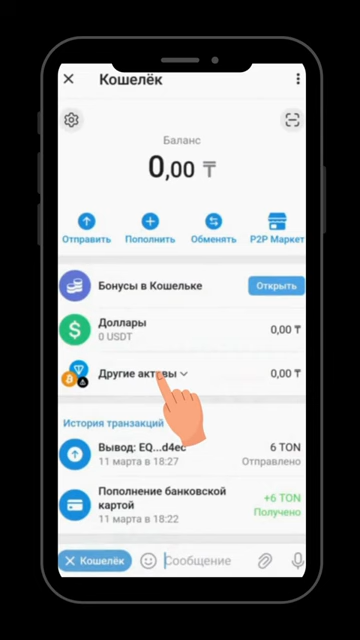 Кошелёк
Баланс
0,00 ₸
Отправить Пополнить Обменять P2P Маркет
Бонусы в Кошельке Открыть
Доллары
0 USDT
0,00 ₸
Другие активы 0,00 ₸
История транзакций
Вывод: EQ...d4ec 6 TON
11 марта в 18:27 Отправлено
Пополнение банковской
картой
+6 TON
11 марта в 18:22 Получено
Кошелёк Сообщение